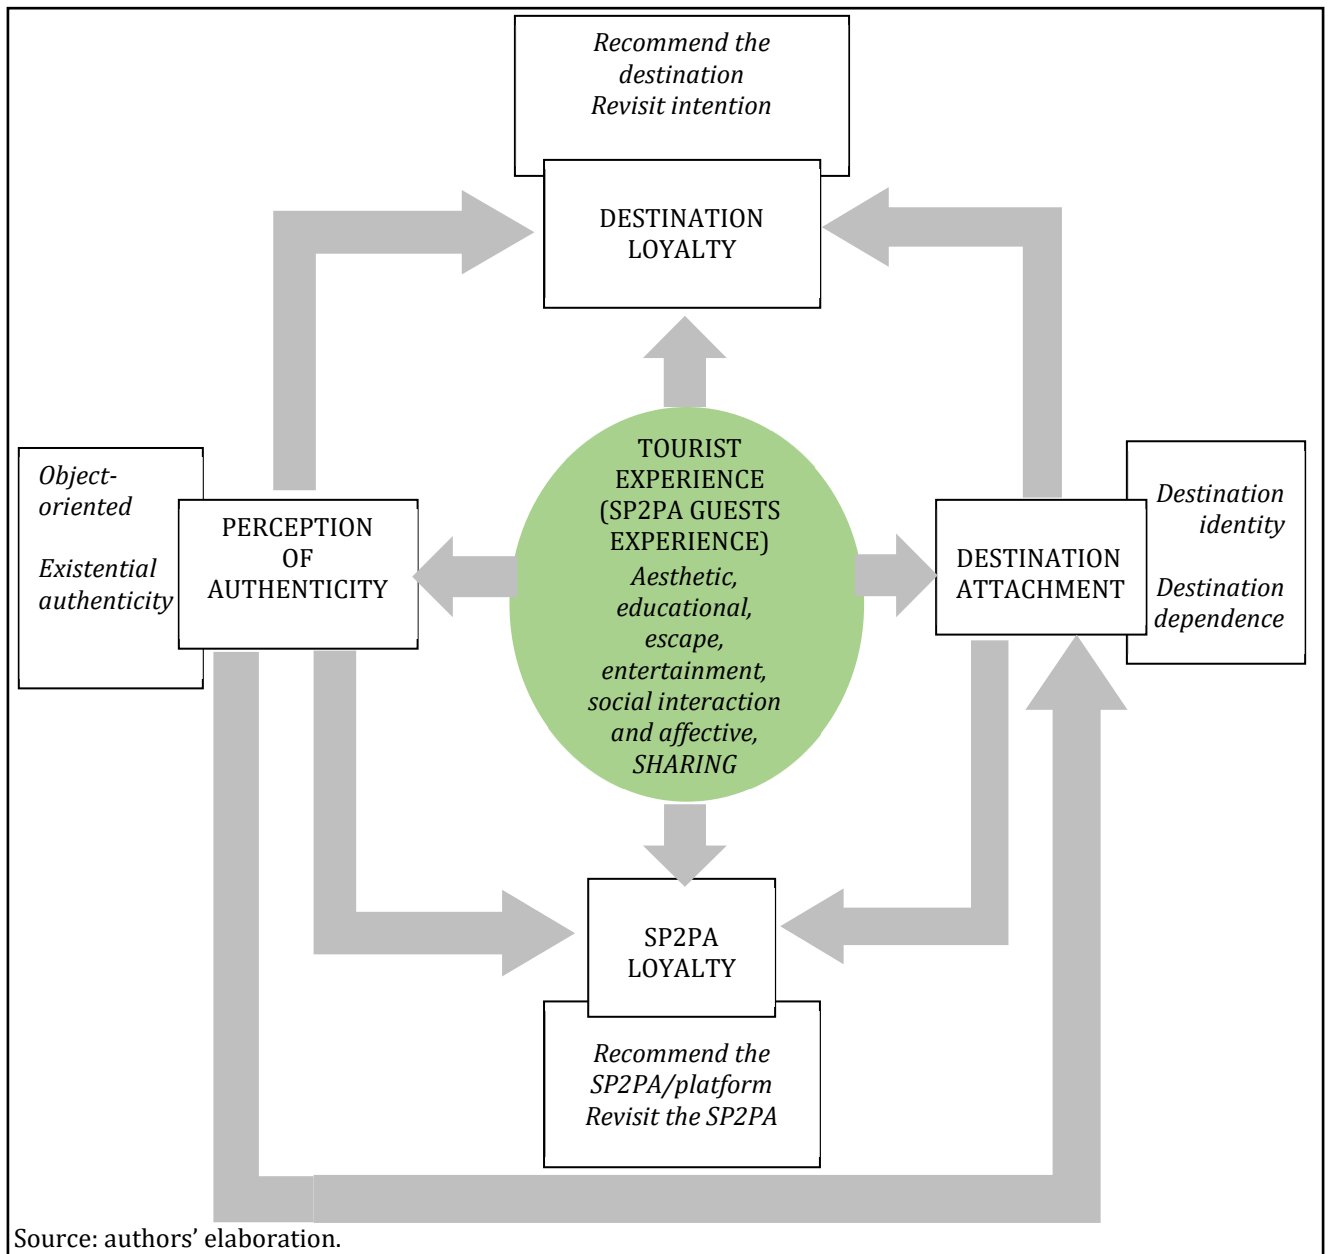 Recommend the
destination
Revisit intention
DESTINATION
LOYALTY
Object-
oriented
Existential
authenticity
PERCEPTION
OF
AUTHENTICITY
TOURIST
EXPERIENCE
(SP2PA GUESTS
EXPERIENCE)
Aesthetic,
educational,
escape,
entertainment,
social interaction
and affective,
SHARING
DESTINATION
ATTACHMENT
Destination
identity
Destination
dependence
SP2PA
LOYALTY
Recommend the
SP2PA/platform
Revisit the SP2PA
Source: authors’ elaboration.